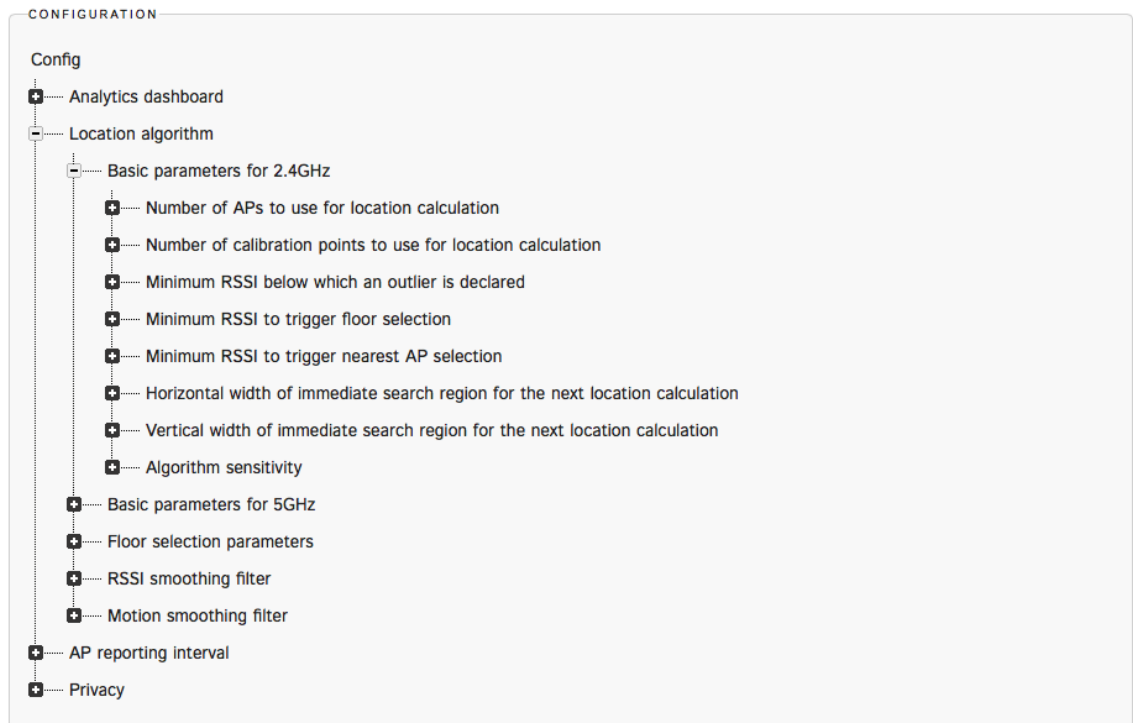 CONFIGURATION
Config
Analytics dashboard
Location algorithm
Basic parameters for 2.4GHz
Number of APs to use for location calculation
Number of calibration points to use for location calculation
Minimum RSSI below which an outlier is declared
Minimum RSSI to trigger floor selection
Minimum RSSI to trigger nearest AP selection
Horizontal width of immediate search region for the next location calculation
Vertical width of immediate search region for the next location calculation
Algorithm sensitivity
Basic parameters for 5GHz
Floor selection parameters
RSSI smoothing filter
Motion smoothing filter
AP reporting interval
Privacy